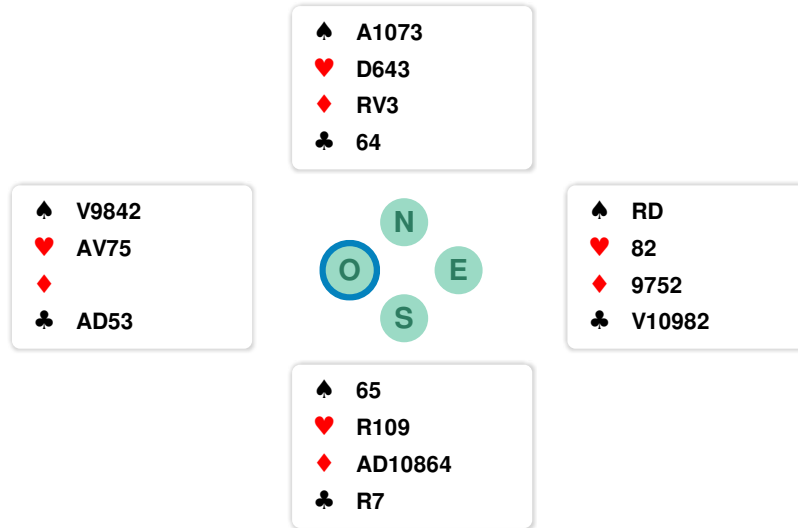 ♠ A1073
♥ D643
♦ RV3
♣ 64
♠ V9842
♥ AV75
♦
♣ AD53
N
O
E
S
♠ RD
♥ 82
♦ 9752
♣ V10982
♠ 65
♥ R109
♦ AD10864
♣ R7